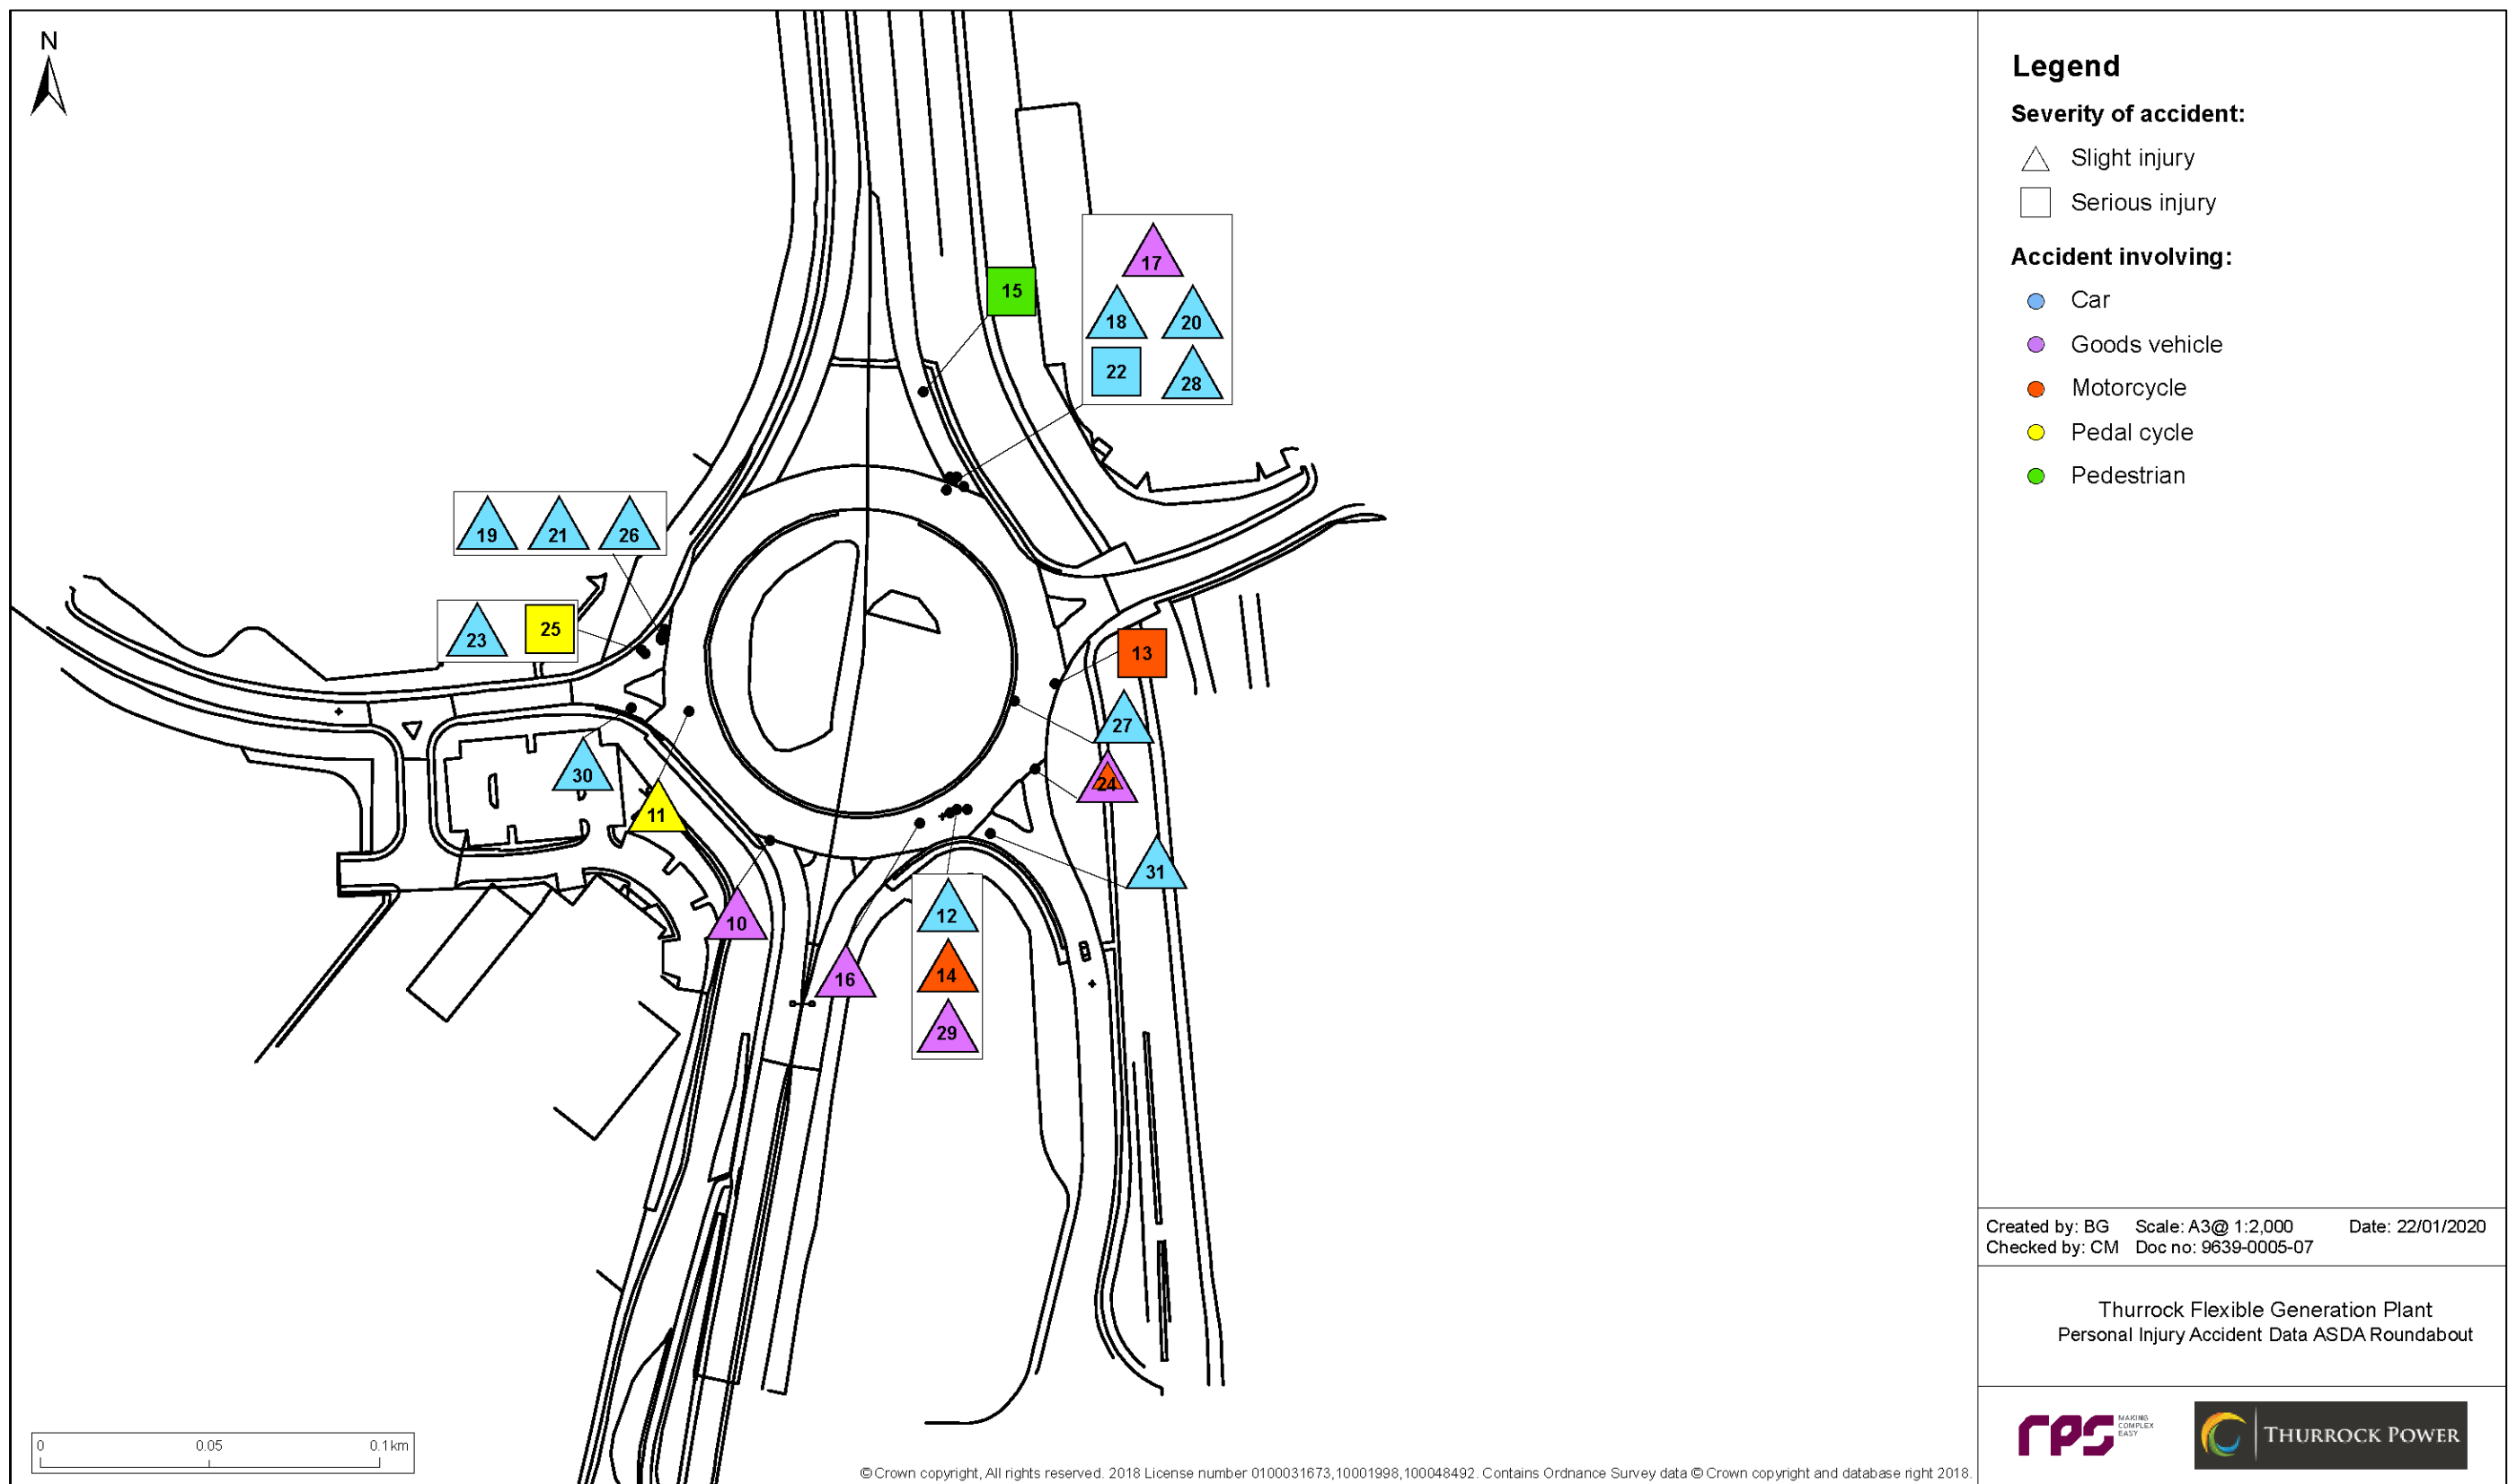 N
17
15
18 20
22 28
19 21 26
23 25
13
27
30
24
11
31
12
10
14
16
29
0 0.05 0.1km
Legend
Severity of accident:
Slight injury
Serious injury
Accident involving:
Car
Goods vehicle
Motorcycle
Pedal cycle
Pedestrian
Created by: BG Scale: A3@ 1:2,000 Date: 22/01/2020
Checked by: CM Doc no: 9639-0005-07
Thurrock Flexible Generation Plant
Personal Injury Accident Data ASDA Roundabout
rps MAKING
COMPLEX
EASY
THURROCK POWER
© Crown copyright, All rights reserved. 2018 License number 0100031673,10001998,100048492. Contains Ordnance Survey data © Crown copyright and database right 2018.